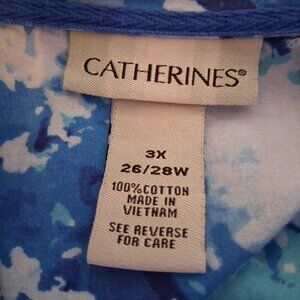 CATHERINES®
3X
26/28W
100%COTTON
MADE IN
VIETNAM
SEE REVERSE
FOR CARE